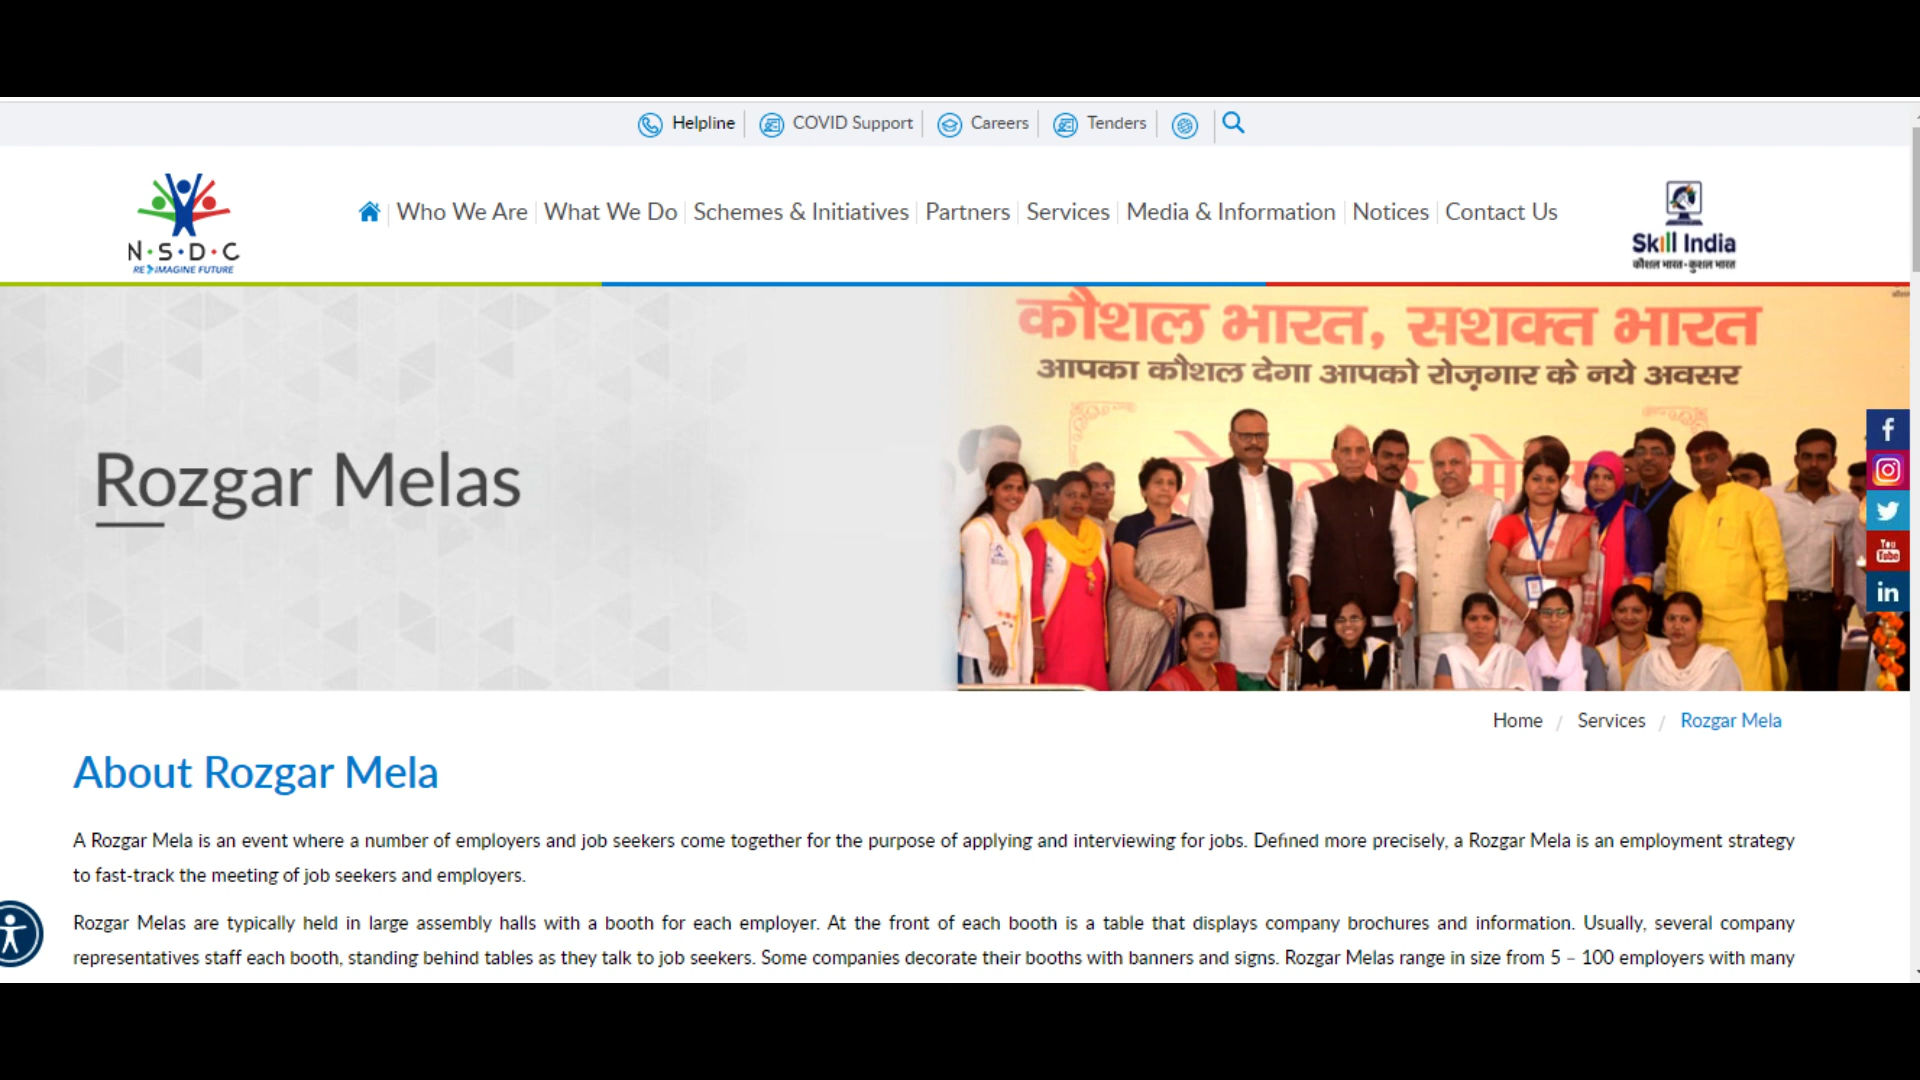 Helpline
COVID Support
Careers
Tenders
N·S·D·C
RE IMAGINE FUTURE
Who We Are
What We Do
Schemes & Initiatives
Partners
Services
Media & Information
Notices
Contact Us
Skill India
कौशल भारत-कुशल भारत
कौशल भारत, सशक्त भारत
आपका कौशल देगा आपको रोज़गार के नये अवसर
Rozgar Melas
You
Tube
Home / Services / Rozgar Mela
About Rozgar Mela
A Rozgar Mela is an event where a number of employers and job seekers come together for the purpose of applying and interviewing for jobs. Defined more precisely, a Rozgar Mela is an employment strategy
to fast-track the meeting of job seekers and employers.
Rozgar Melas are typically held in large assembly halls with a booth for each employer. At the front of each booth is a table that displays company brochures and information. Usually, several company
representatives staff each booth, standing behind tables as they talk to job seekers. Some companies decorate their booths with banners and signs. Rozgar Melas range in size from 5 – 100 employers with many